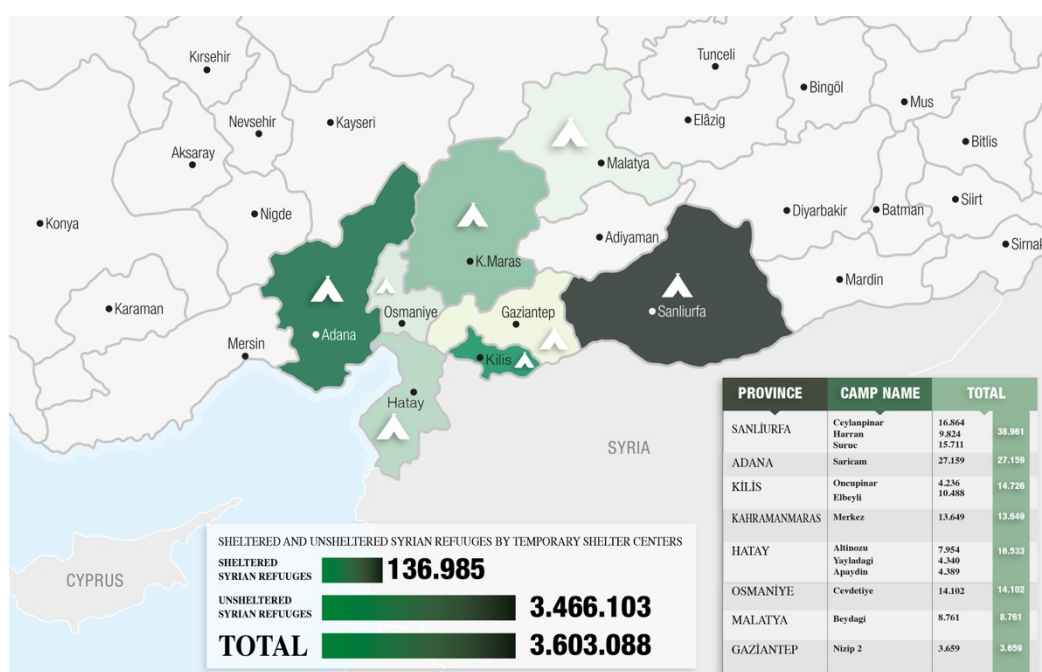 Kırsehir
Tunceli
Bingöl
Mus
Nevsehir
Kayseri
Elâzig
Bitlis
Aksaray
Malatya
Siirt
Nigde
Diyarbakir
Batman
Konya
Adiyaman
Sirnak
K.Maras
Mardin
Karaman
Osmaniye
Gaziantep
Sanliurfa
Adana
Mersin
Kilis
Hatay
SYRIA
CYPRUS
PROVINCE CAMP NAME TOTAL
SANLİURFA Ceylanpinar 16.864 38.961
Harran 9.824
Suruc 15.711
ADANA Saricam 27.159 27.159
KİLİS Oncupinar 4.236 14.726
Elbeyli 10.488
KAHRAMANMARAS Merkez 13.649 13.649
HATAY Altinozu 7.954 16.533
Yayladagi 4.340
Apaydin 4.389
OSMANİYE Cevdetiye 14.102 14.102
MALATYA Beydagi 8.761 8.761
GAZİANTEP Nizip 2 3.659 3.659
SHELTERED AND UNSHELTERED SYRIAN REFUUGES BY TEMPORARY SHELTER CENTERS
SHELTERED
SYRIAN REFUUGES 136.985
UNSHELTERED
SYRIAN REFUUGES 3.466.103
TOTAL 3.603.088